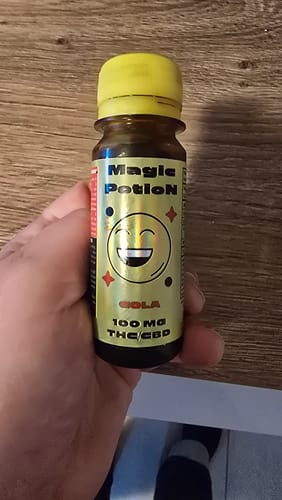 Magic
PotioN
COLA
100 MG
THC/CBD